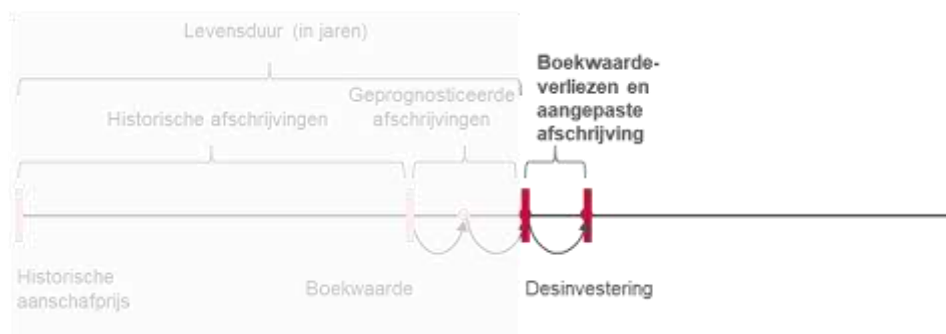 Levensduur (in jaren)
Boekwaarde-
verliezen en
aangepaste
afschrijving
Geprognosticeerde
afschrijvingen
Historische afschrijvingen
Historische
aanschafprijs
Boekwaarde
Desinvestering